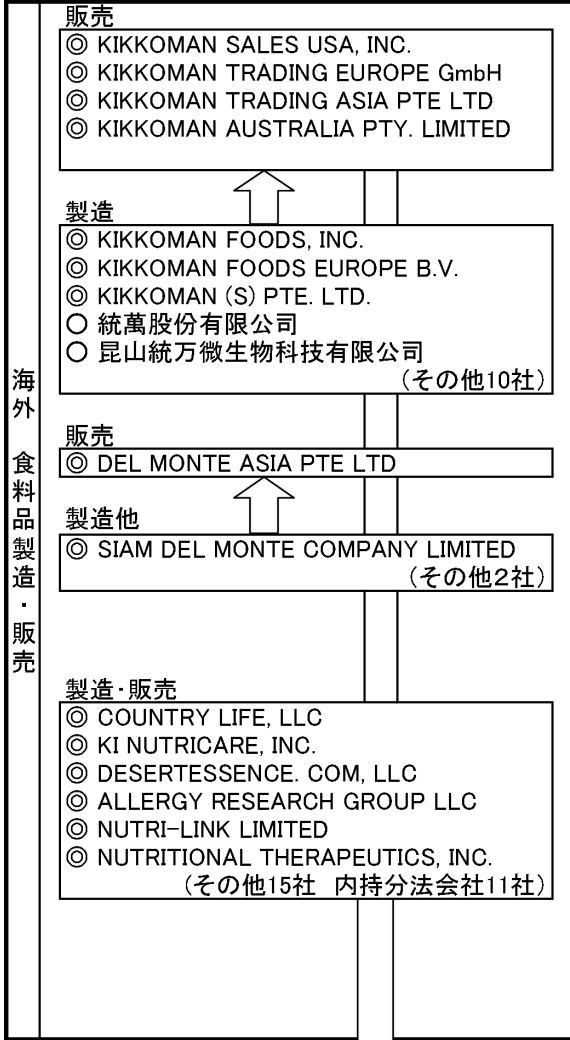 販売
◎ KIKKOMAN SALES USA, INC.
◎ KIKKOMAN TRADING EUROPE GmbH
◎ KIKKOMAN TRADING ASIA PTE LTD
◎ KIKKOMAN AUSTRALIA PTY. LIMITED
製造
◎ KIKKOMAN FOODS, INC.
◎ KIKKOMAN FOODS EUROPE B.V.
◎ KIKKOMAN (S) PTE. LTD.
○ 統萬股份有限公司
○ 昆山統万微生物科技有限公司
(その他10社)
海外 食料品製造・販売
販売
◎ DEL MONTE ASIA PTE LTD
製造他
◎ SIAM DEL MONTE COMPANY LIMITED
(その他2社)
製造・販売
◎ COUNTRY LIFE, LLC
◎ KI NUTRICARE, INC.
◎ DESERTESSENCE. COM, LLC
◎ ALLERGY RESEARCH GROUP LLC
◎ NUTRI-LINK LIMITED
◎ NUTRITIONAL THERAPEUTICS, INC.
(その他15社 内持分法会社11社)